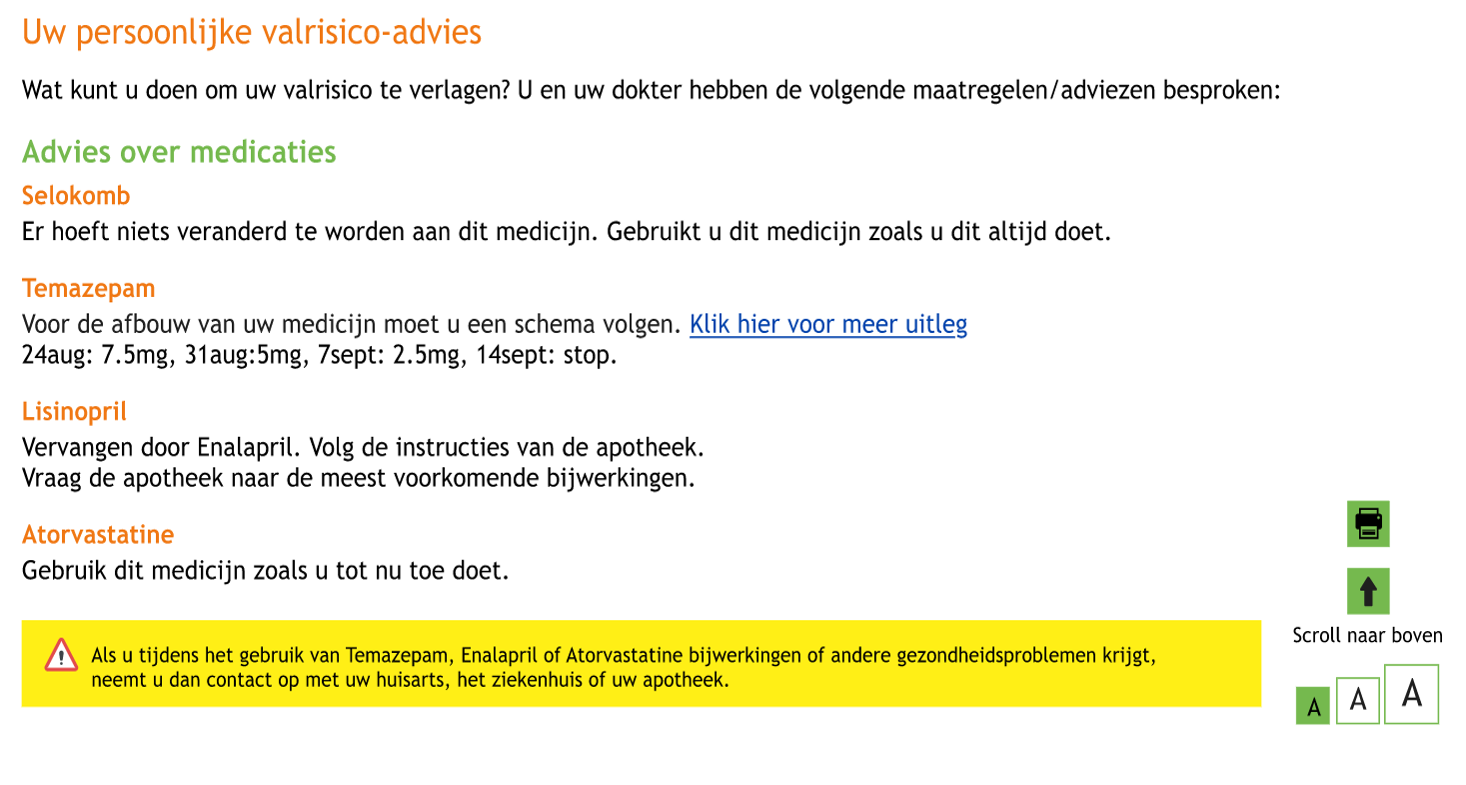 Uw persoonlijke valrisico-advies
Wat kunt u doen om uw valrisico te verlagen? U en uw dokter hebben de volgende maatregelen/adviezen besproken:
Advies over medicaties
Selokomb
Er hoeft niets veranderd te worden aan dit medicijn. Gebruikt u dit medicijn zoals u dit altijd doet.
Temazepam
Voor de afbouw van uw medicijn moet u een schema volgen. Klik hier voor meer uitleg
24aug: 7.5mg, 31aug:5mg, 7sept: 2.5mg, 14sept: stop.
Lisinopril
Vervangen door Enalapril. Volg de instructies van de apotheek.
Vraag de apotheek naar de meest voorkomende bijwerkingen.
Atorvastatine
Gebruik dit medicijn zoals u tot nu toe doet.
Als u tijdens het gebruik van Temazepam, Enalapril of Atorvastatine bijwerkingen of andere gezondheidsproblemen krijgt,
neemt u dan contact op met uw huisarts, het ziekenhuis of uw apotheek.
Scroll naar boven
A A A